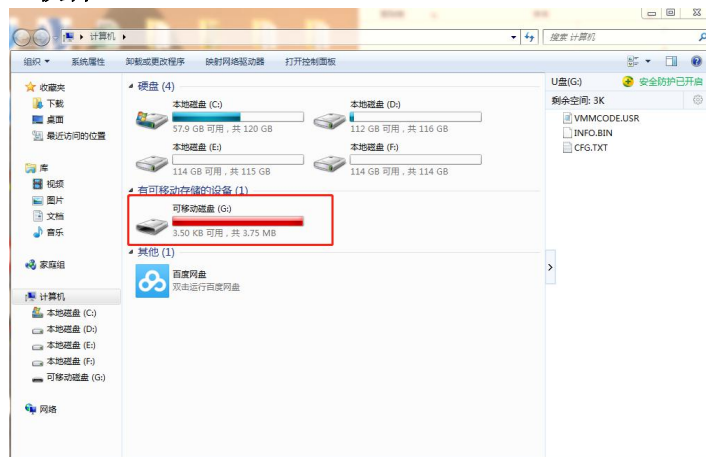 计算机
搜索 计算机
组织 系统属性 卸载或更改程序 映射网络驱动器 打开控制面板
收藏夹
下载
桌面
最近访问的位置
库
视频
图片
文档
音乐
家庭组
计算机
本地磁盘 (C:)
本地磁盘 (D:)
本地磁盘 (E:)
本地磁盘 (F:)
可移动磁盘 (G:)
网络
硬盘 (4)
本地磁盘 (C:)
57.9 GB 可用，共 120 GB
本地磁盘 (D:)
112 GB 可用，共 116 GB
本地磁盘 (E:)
114 GB 可用，共 115 GB
本地磁盘 (F:)
114 GB 可用，共 114 GB
有可移动存储的设备 (1)
可移动磁盘 (G:)
3.50 KB 可用，共 3.75 MB
其他 (1)
百度网盘
双击运行百度网盘
U盘(G:) 安全防护已开启
剩余空间: 3K
VMMCODE.USR
INFO.BIN
CFG.TXT